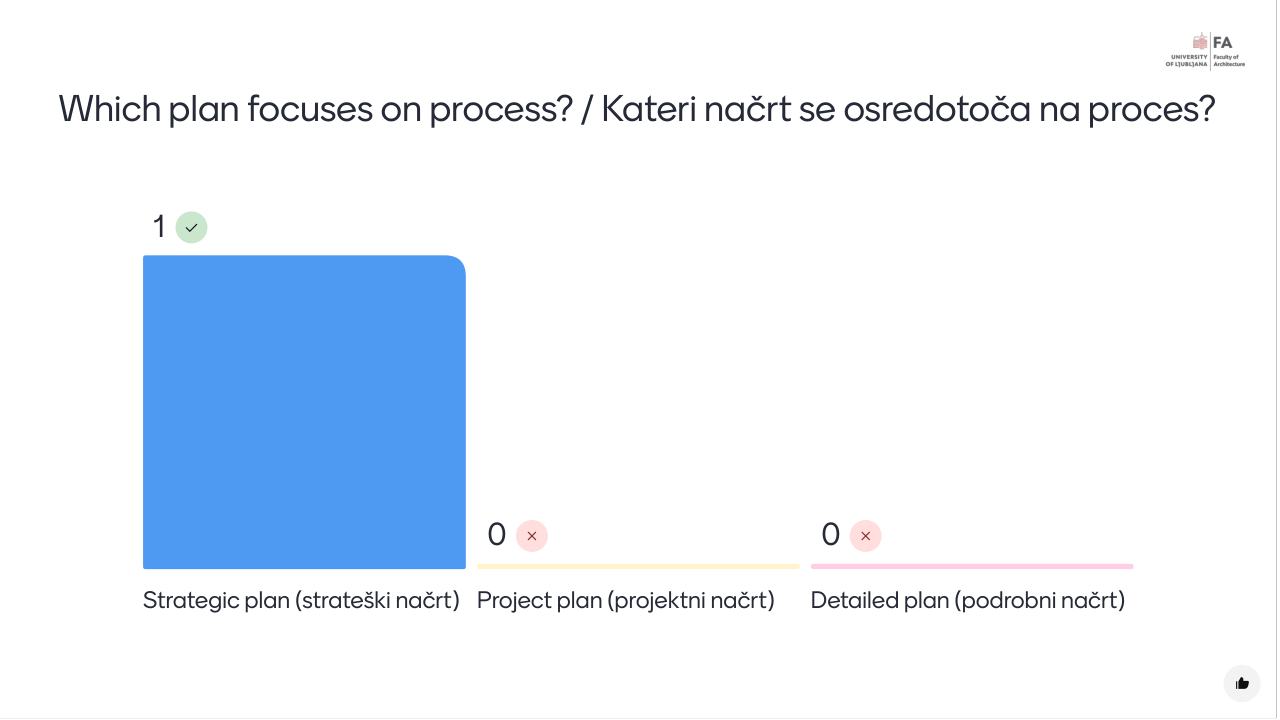 UNIVERSITY
OF LJUBLJANA
FA
Faculty of
Architecture
Which plan focuses on process? / Kateri načrt se osredotoča na proces?
1
0
0
Strategic plan (strateški načrt)
Project plan (projektni načrt)
Detailed plan (podrobni načrt)